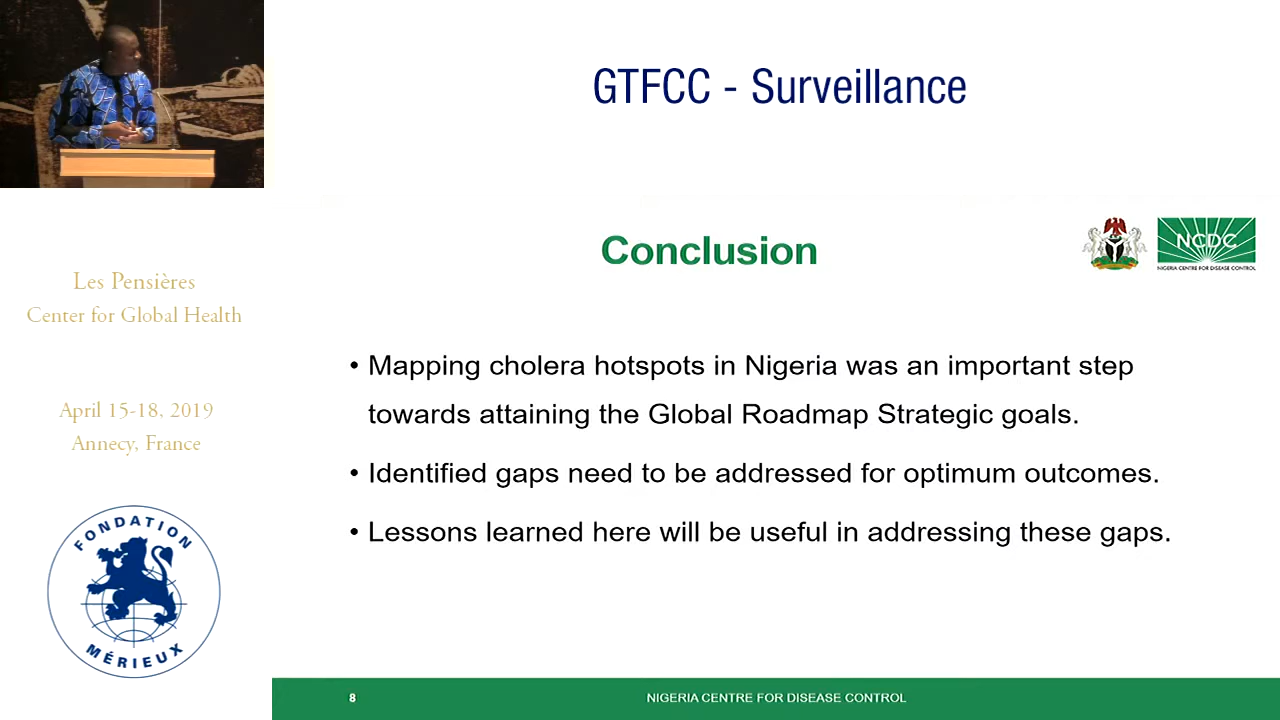 GTFCC - Surveillance
Les Pensières
Center for Global Health
April 15-18, 2019
Annecy, France
FONDATION
MÉRIEUX
Conclusion
NCDC
NIGERIA CENTRE FOR DISEASE CONTROL
• Mapping cholera hotspots in Nigeria was an important step
towards attaining the Global Roadmap Strategic goals.
• Identified gaps need to be addressed for optimum outcomes.
• Lessons learned here will be useful in addressing these gaps.
8
NIGERIA CENTRE FOR DISEASE CONTROL